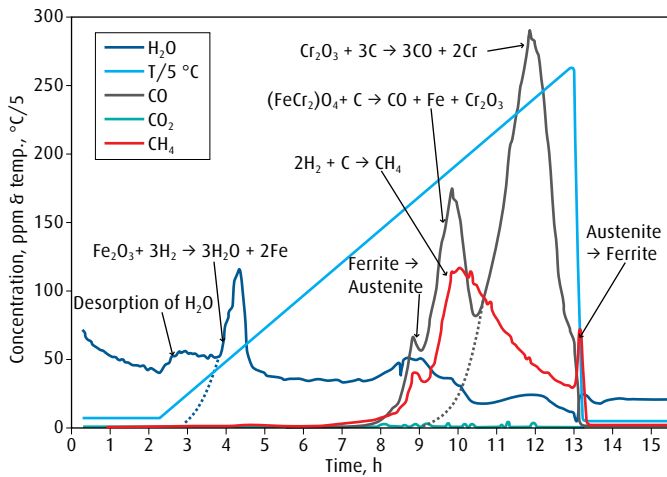 300
250
200
150
100
50
0
Concentration, ppm & temp., °C/5
H₂O
T/5 °C
CO
CO₂
CH₄
Cr₂O₃ + 3C → 3CO + 2Cr
(FeCr₂)O₄+ C → CO + Fe + Cr₂O₃
2H₂ + C → CH₄
Fe₂O₃+ 3H₂ → 3H₂O + 2Fe
Desorption of H₂O
Ferrite →
Austenite
Austenite
→ Ferrite
0 1 2 3 4 5 6 7 8 9 10 11 12 13 14 15
Time, h